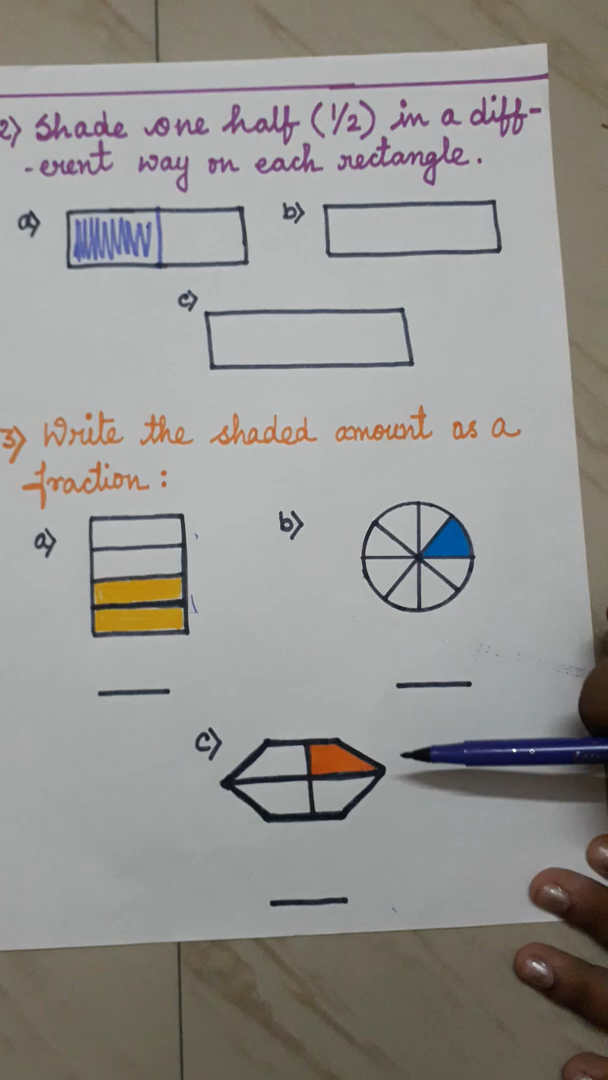 2) Shade one half (1/2) in a diff-
-erent way on each rectangle.
a) b)
c)
3) Write the shaded amount as a
fraction :
a) b)
c)